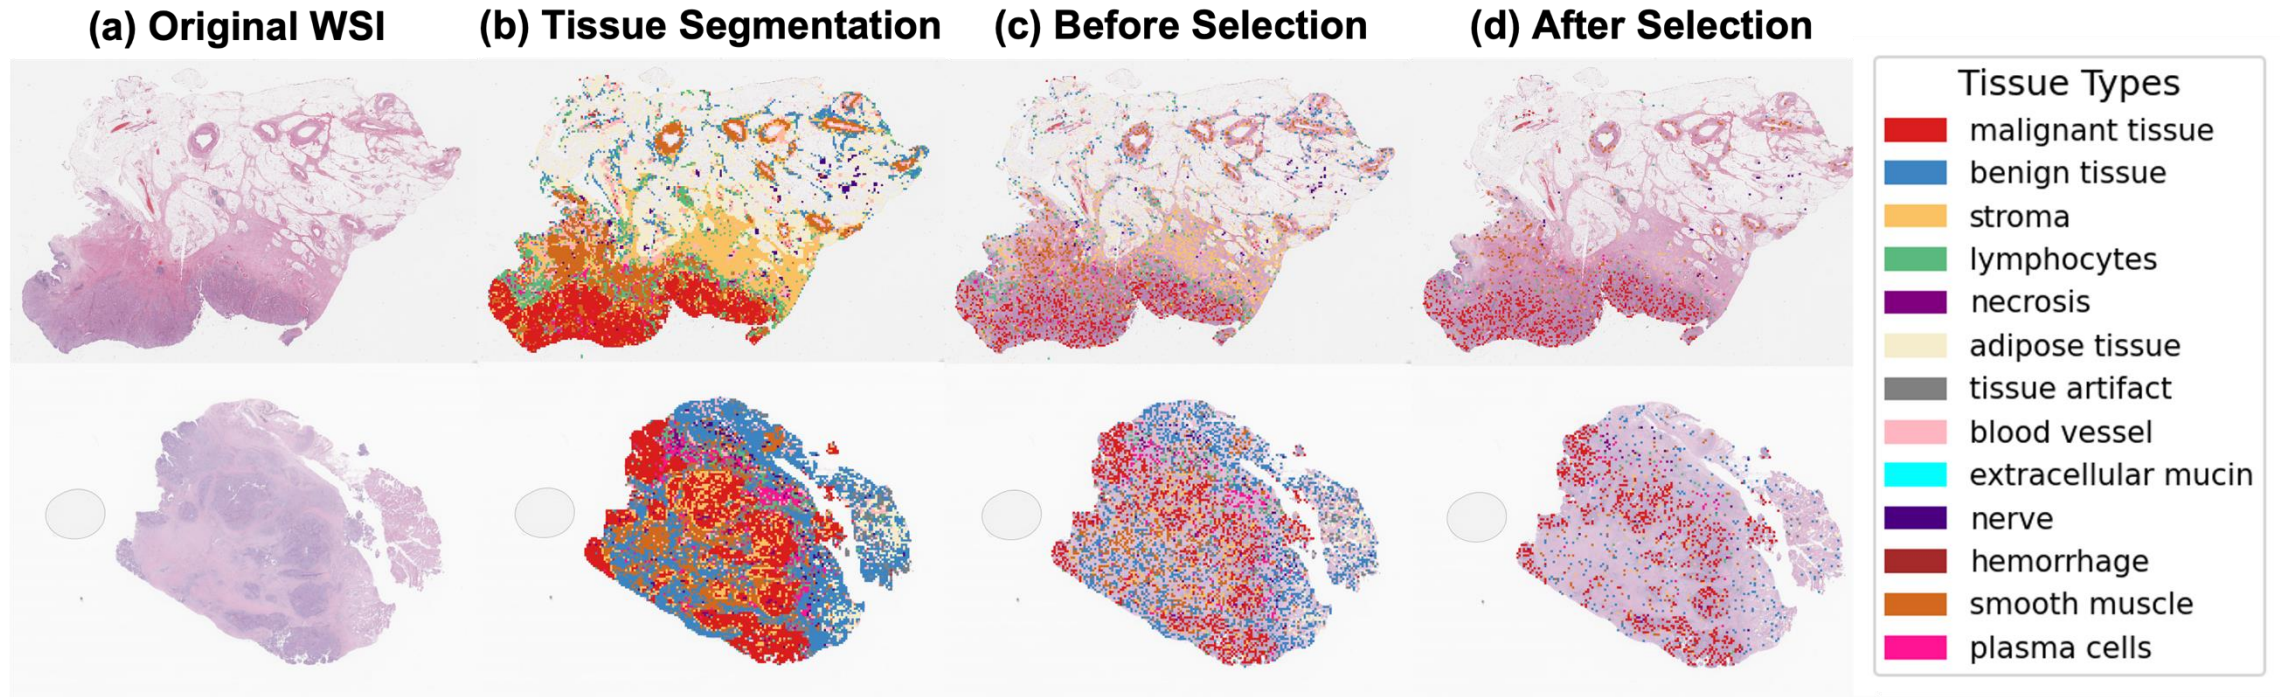 (a) Original WSI
(b) Tissue Segmentation
(c) Before Selection
(d) After Selection
Tissue Types
malignant tissue
benign tissue
stroma
lymphocytes
necrosis
adipose tissue
tissue artifact
blood vessel
extracellular mucin
nerve
hemorrhage
smooth muscle
plasma cells